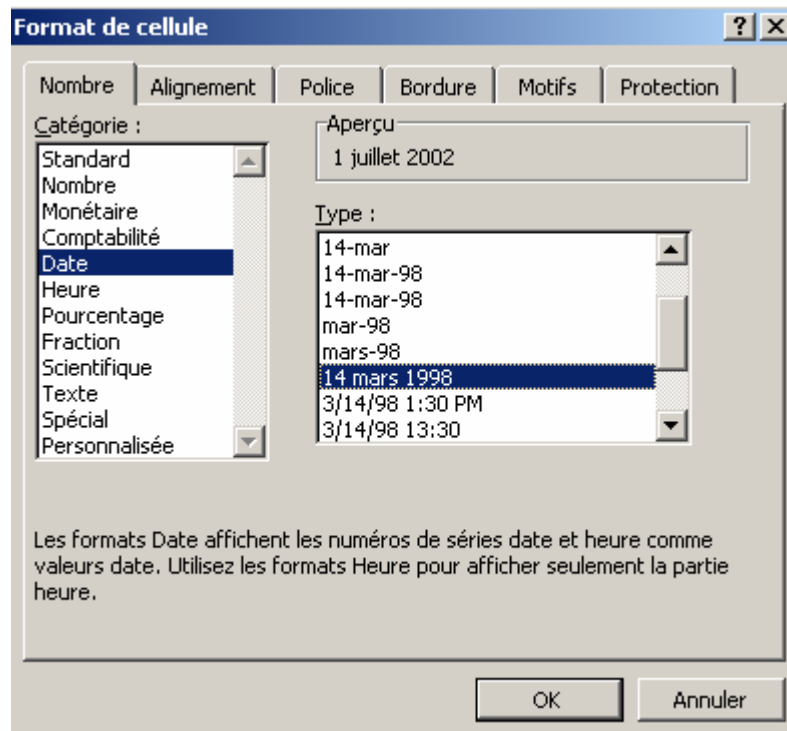 Format de cellule
Nombre Alignement Police Bordure Motifs Protection
Catégorie :
Standard
Nombre
Monétaire
Comptabilité
Date
Heure
Pourcentage
Fraction
Scientifique
Texte
Spécial
Personnalisée
Aperçu
1 juillet 2002
Type :
14-mar
14-mar-98
14-mar-98
mar-98
mars-98
14 mars 1998
3/14/98 1:30 PM
3/14/98 13:30
Les formats Date affichent les numéros de séries date et heure comme
valeurs date. Utilisez les formats Heure pour afficher seulement la partie
heure.
OK Annuler